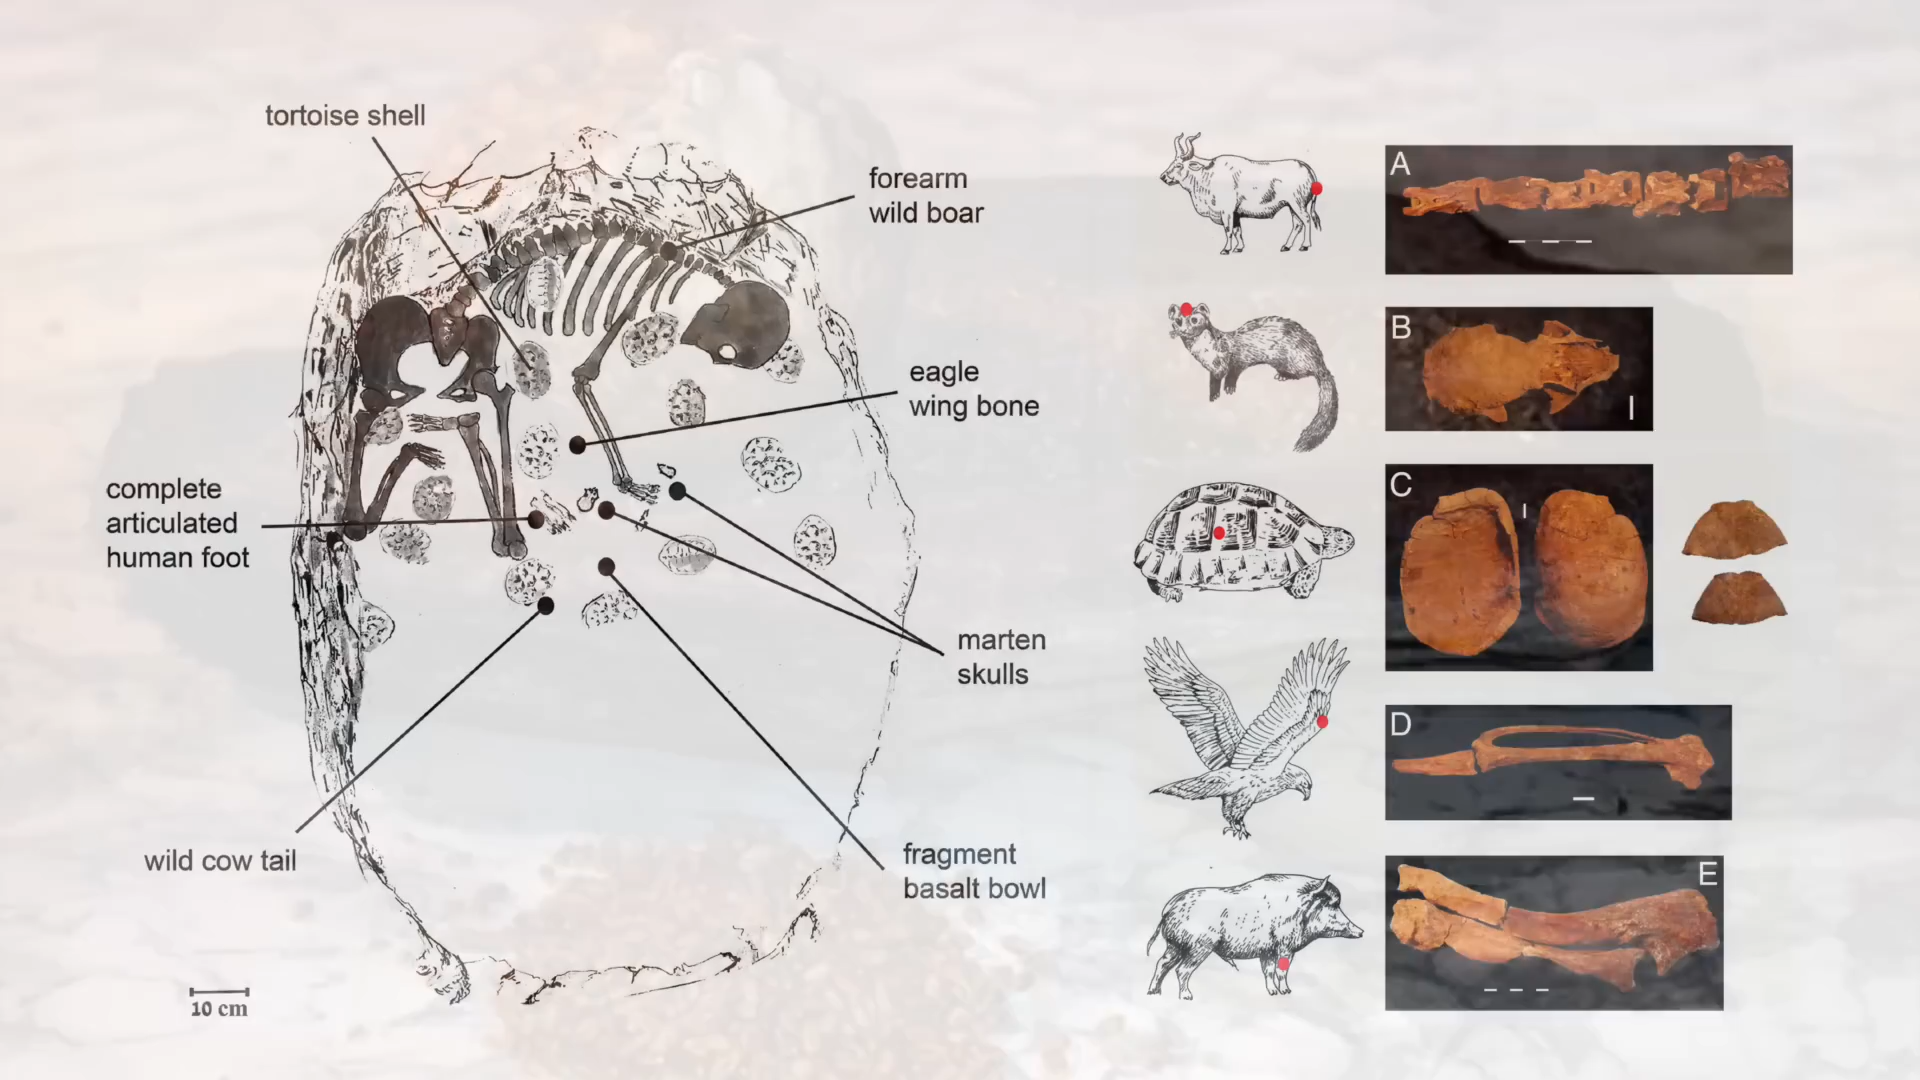 tortoise shell
forearm
wild boar
eagle
wing bone
complete
articulated
human foot
marten
skulls
wild cow tail
fragment
basalt bowl
10 cm
A
B
C
D
E